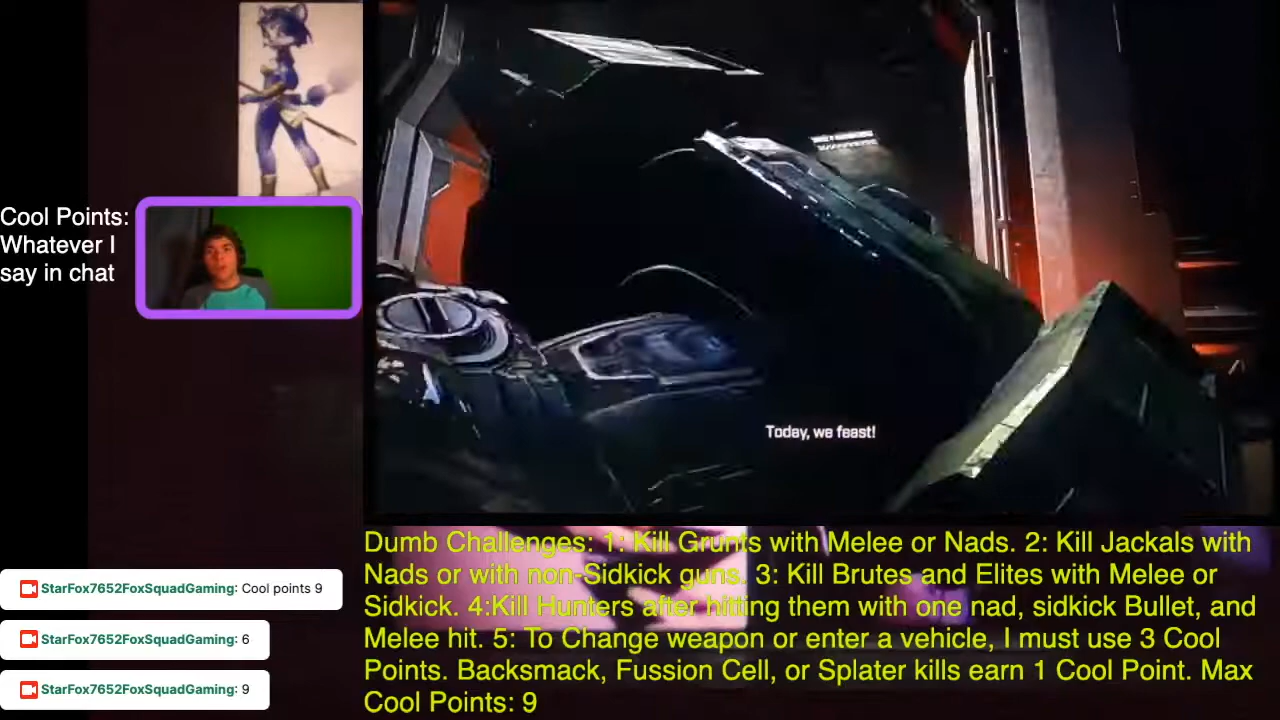 Cool Points:
Whatever I
say in chat
Today, we feast!
Dumb Challenges: 1: Kill Grunts with Melee or Nads. 2: Kill Jackals with
Nads or with non-Sidkick guns. 3: Kill Brutes and Elites with Melee or
Sidkick. 4:Kill Hunters after hitting them with one nad, sidkick Bullet, and
Melee hit. 5: To Change weapon or enter a vehicle, I must use 3 Cool
Points. Backsmack, Fussion Cell, or Splater kills earn 1 Cool Point. Max
Cool Points: 9
StarFox7652FoxSquadGaming: Cool points 9
StarFox7652FoxSquadGaming: 6
StarFox7652FoxSquadGaming: 9